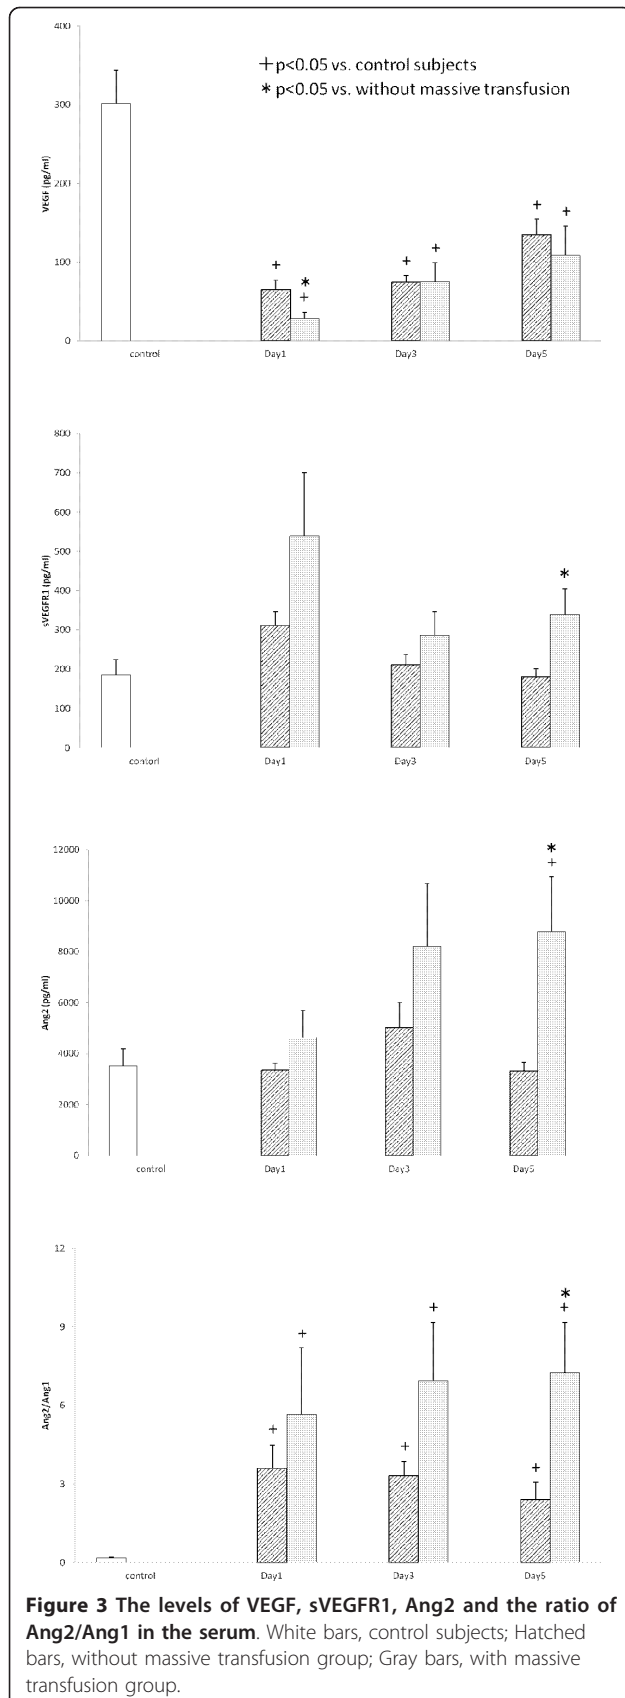 400
+ p<0.05 vs. control subjects
* p<0.05 vs. without massive transfusion
300
VEGF (pg/ml)
200
+
+
+
+
*
+
100
+
0
control
Day1
Day3
Day5
800
700
600
500
*
sVEGFR1 (pg/ml)
400
300
200
100
0
contorl
Day1
Day3
Day5
12000
*
+
10000
8000
Ang2 (pg/ml)
6000
4000
2000
0
control
Day1
Day3
Day5
12
*
+
+
9
+
Ang2/Ang1
6
+
+
+
3
0
control
Day1
Day3
Day5
Figure 3 The levels of VEGF, sVEGFR1, Ang2 and the ratio of
Ang2/Ang1 in the serum. White bars, control subjects; Hatched
bars, without massive transfusion group; Gray bars, with massive
transfusion group.